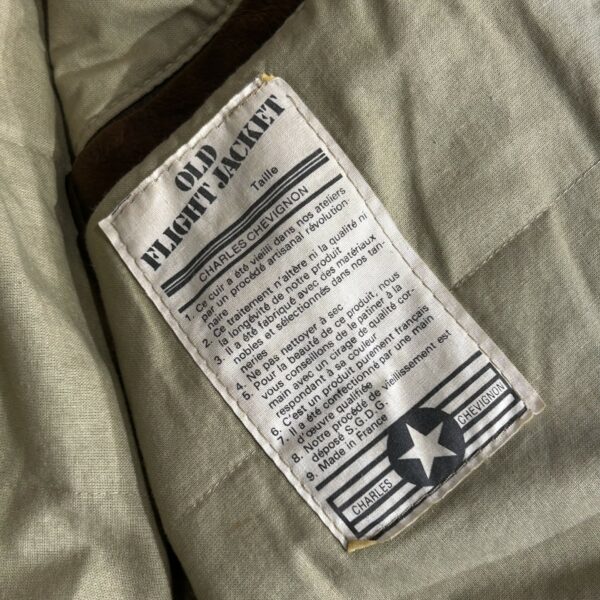 OLD
FLIGHT JACKET
Taille
CHARLES CHEVIGNON
1. Ce cuir a été vieilli dans nos ateliers
par un procédé artisanal révolution-
naire
2. Ce traitement n'altère ni la qualité ni
la longévité de notre produit
3. Il a été fabriqué avec des matériaux
nobles et sélectionnés dans nos tan-
neries
4. Ne pas nettoyer à sec
5. Pour la beauté de ce produit, nous
vous conseillons de le patiner à la
main avec un cirage de qualité cor-
respondant à sa couleur
6. C'est un produit purement français
7. Il a été confectionné par une main
d'œuvre qualifiée
8. Notre procédé de vieillissement est
déposé S.G.D.G.
9. Made in France
CHARLES CHEVIGNON